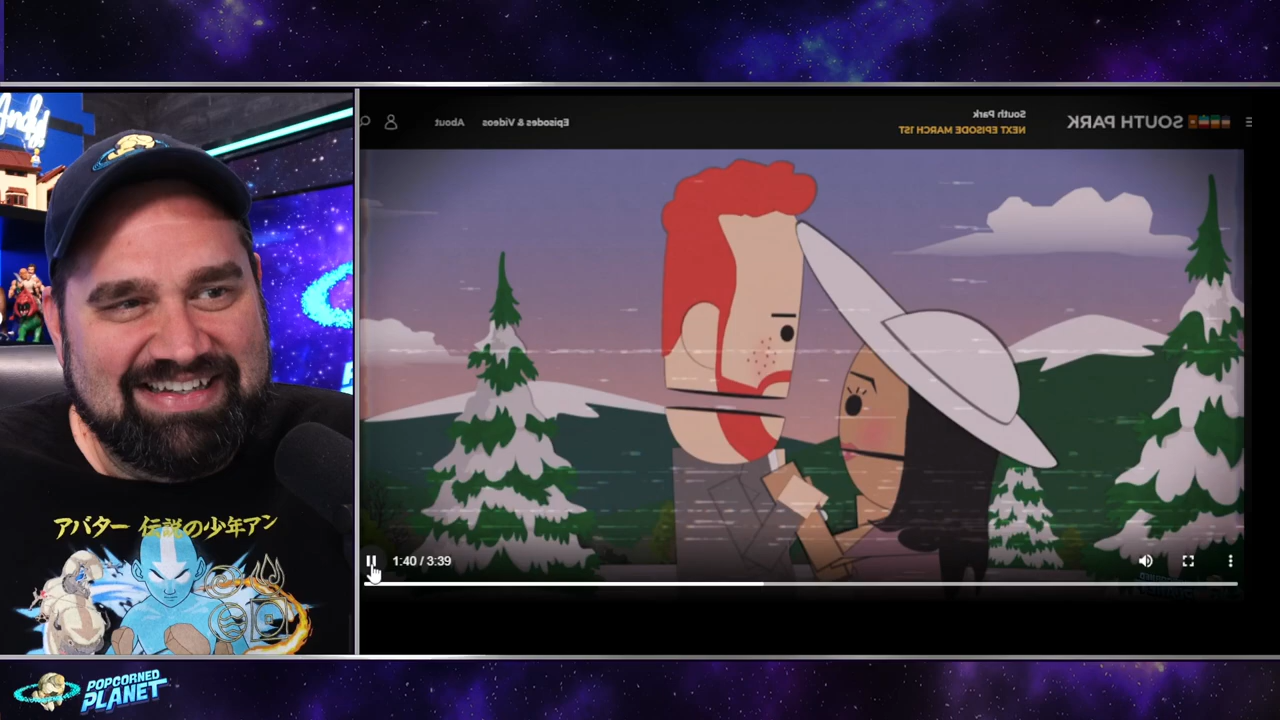 Andy
South Park
NEXT EPISODE MARCH 1ST
SOUTH PARK
About
Episodes & Videos
アバター 伝説の少年アン
1:40 / 3:39
POPCORNED
PLANET